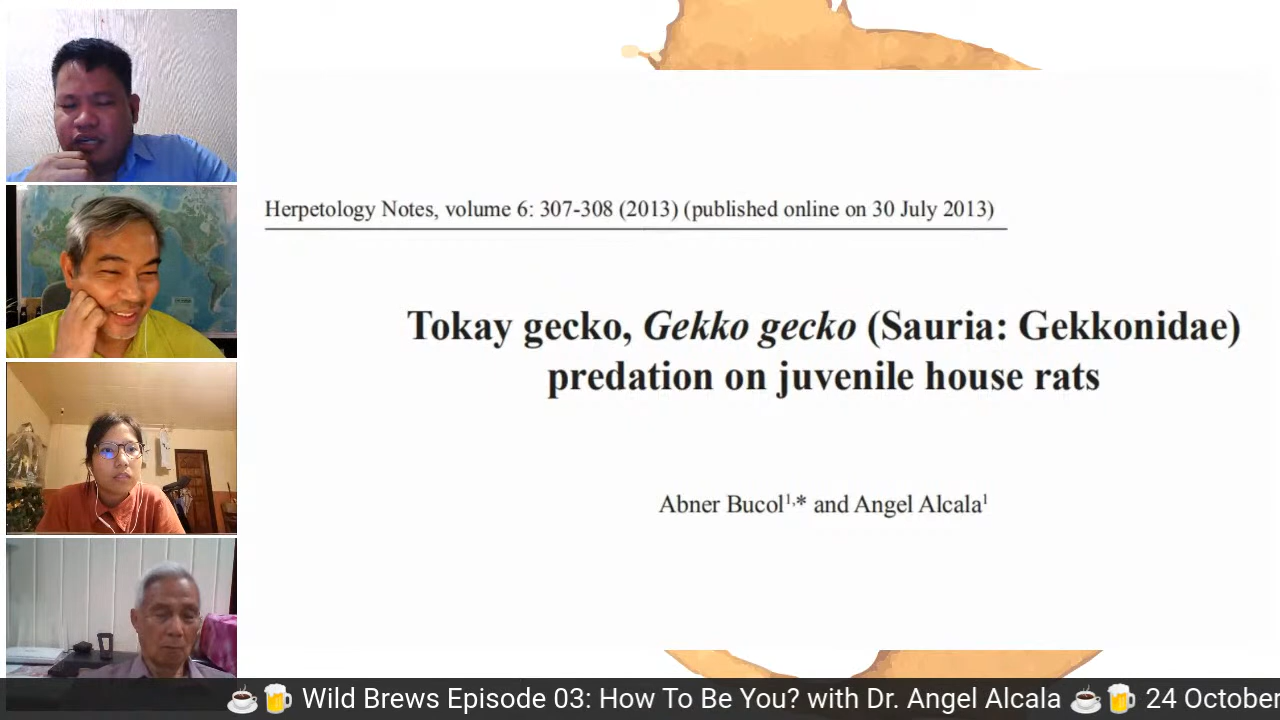 Herpetology Notes, volume 6: 307-308 (2013) (published online on 30 July 2013)
Tokay gecko, Gekko gecko (Sauria: Gekkonidae)
predation on juvenile house rats
Abner Bucol¹,* and Angel Alcala¹
☕🍺 Wild Brews Episode 03: How To Be You? with Dr. Angel Alcala ☕🍺 24 October